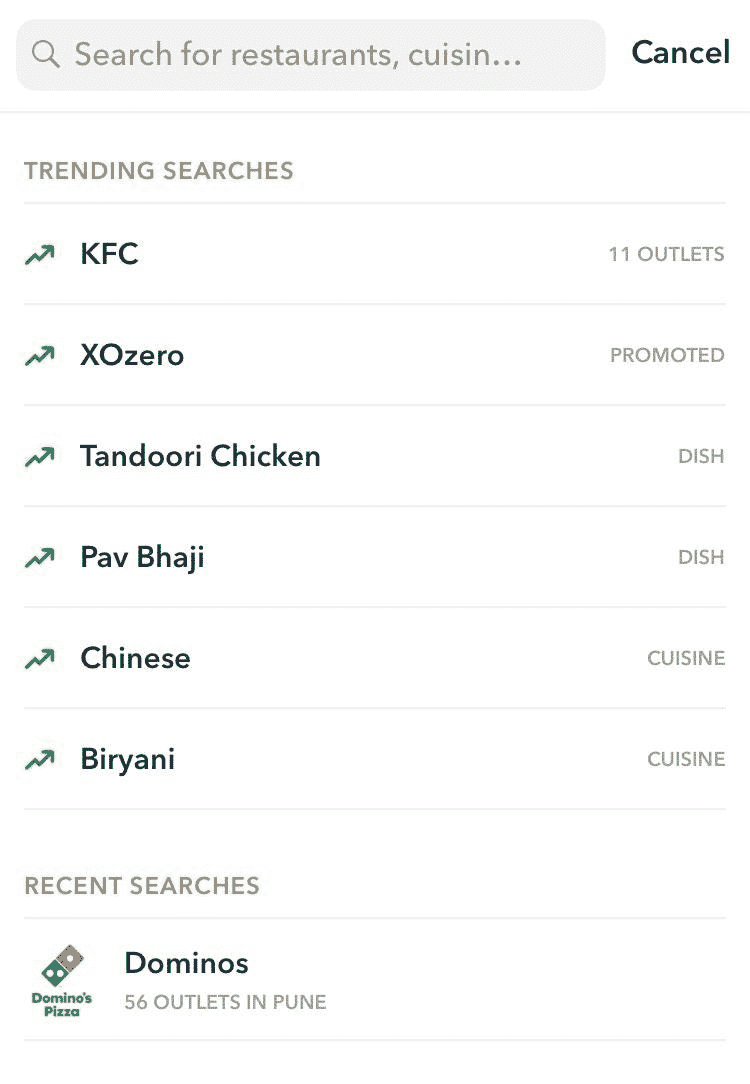 Search for restaurants, cuisin...
Cancel
TRENDING SEARCHES
KFC
11 OUTLETS
XOzero
PROMOTED
Tandoori Chicken
DISH
Pav Bhaji
DISH
Chinese
CUISINE
Biryani
CUISINE
RECENT SEARCHES
Domino's
Pizza
Dominos
56 OUTLETS IN PUNE